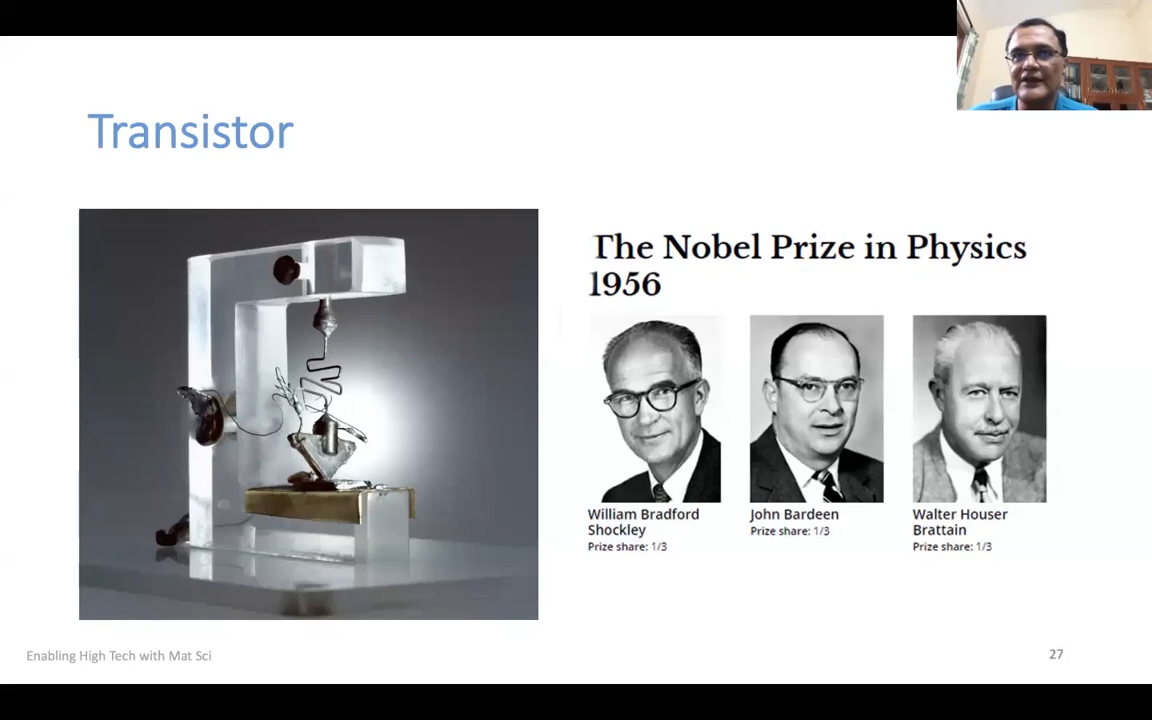 Transistor
The Nobel Prize in Physics
1956
William Bradford
Shockley
Prize share: 1/3
John Bardeen
Prize share: 1/3
Walter Houser
Brattain
Prize share: 1/3
Enabling High Tech with Mat Sci
27